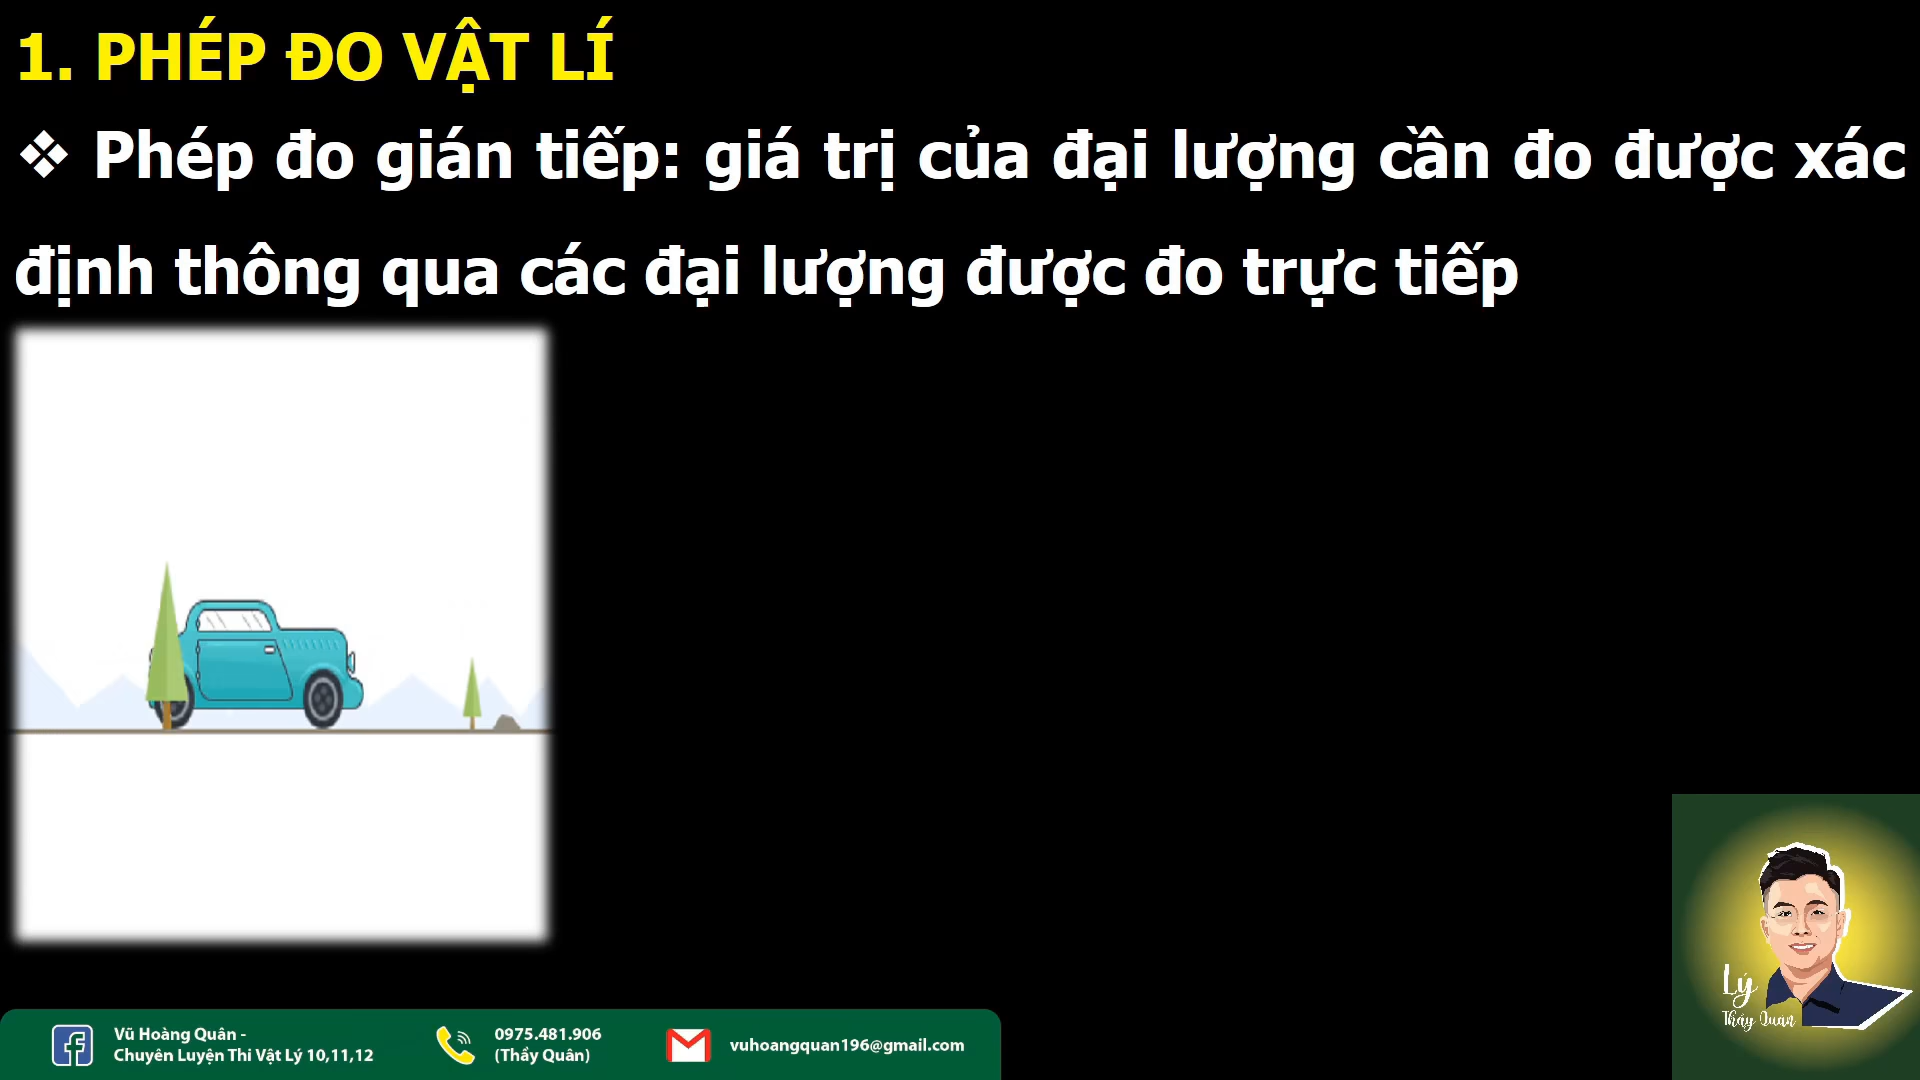 1. PHÉP ĐO VẬT LÍ
❖ Phép đo gián tiếp: giá trị của đại lượng cần đo được xác
định thông qua các đại lượng được đo trực tiếp
Lý
Thầy Quân
Vũ Hoàng Quân -
Chuyên Luyện Thi Vật Lý 10,11,12
0975.481.906
(Thầy Quân)
vuhoangquan196@gmail.com